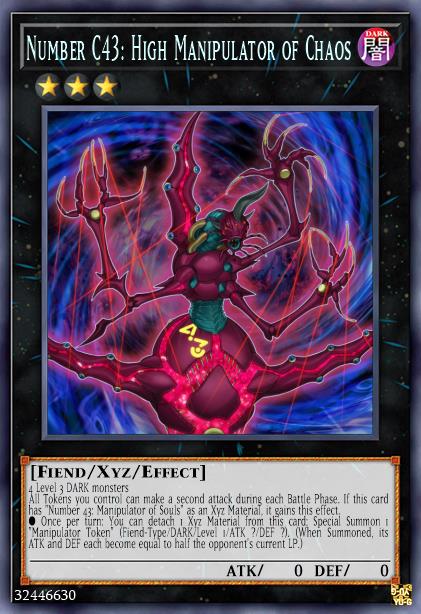 Number C43: High Manipulator of Chaos
DARK
闇
43
[Fiend/Xyz/Effect]
4 Level 3 DARK monsters
All Tokens you control can make a second attack during each Battle Phase. If this card
has "Number 43: Manipulator of Souls" as an Xyz Material, it gains this effect.
● Once per turn: You can detach 1 Xyz Material from this card; Special Summon 1
"Manipulator Token" (Fiend-Type/DARK/Level 1/ATK ?/DEF ?). (When Summoned, its
ATK and DEF each become equal to half the opponent's current LP.)
ATK/ 0 DEF/ 0
32446630